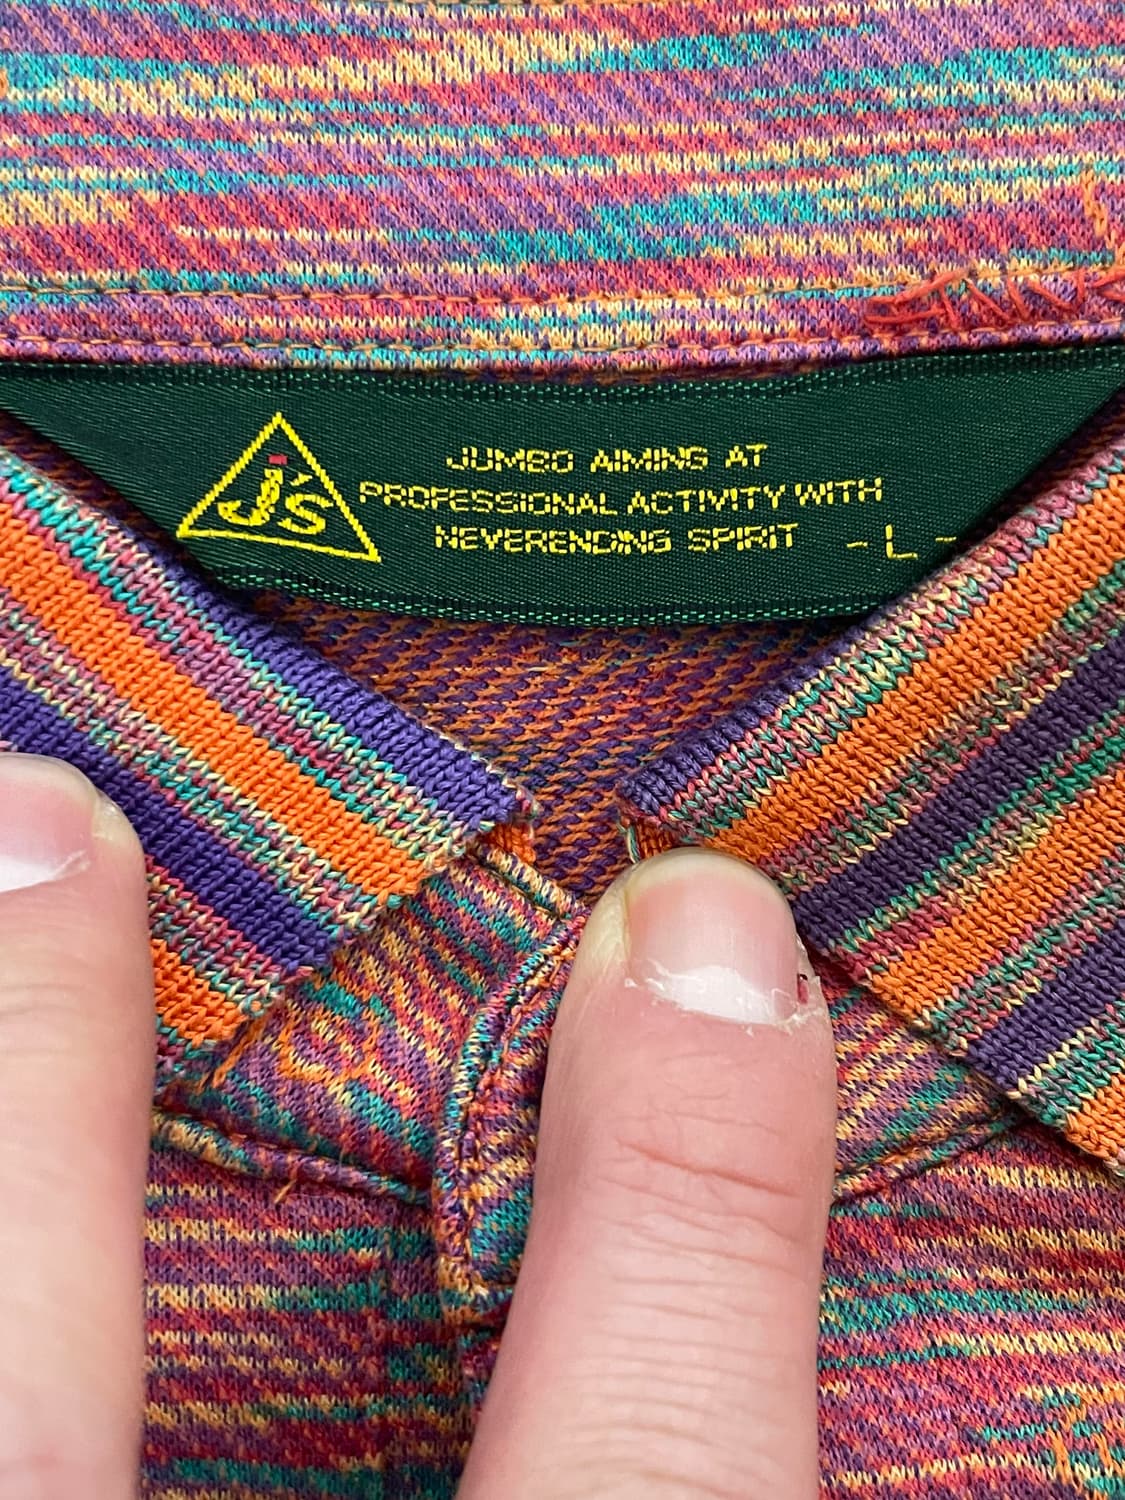 J's
JUMBO AIMING AT
PROFESSIONAL ACTIVITY WITH
NEVERENDING SPIRIT
- L -